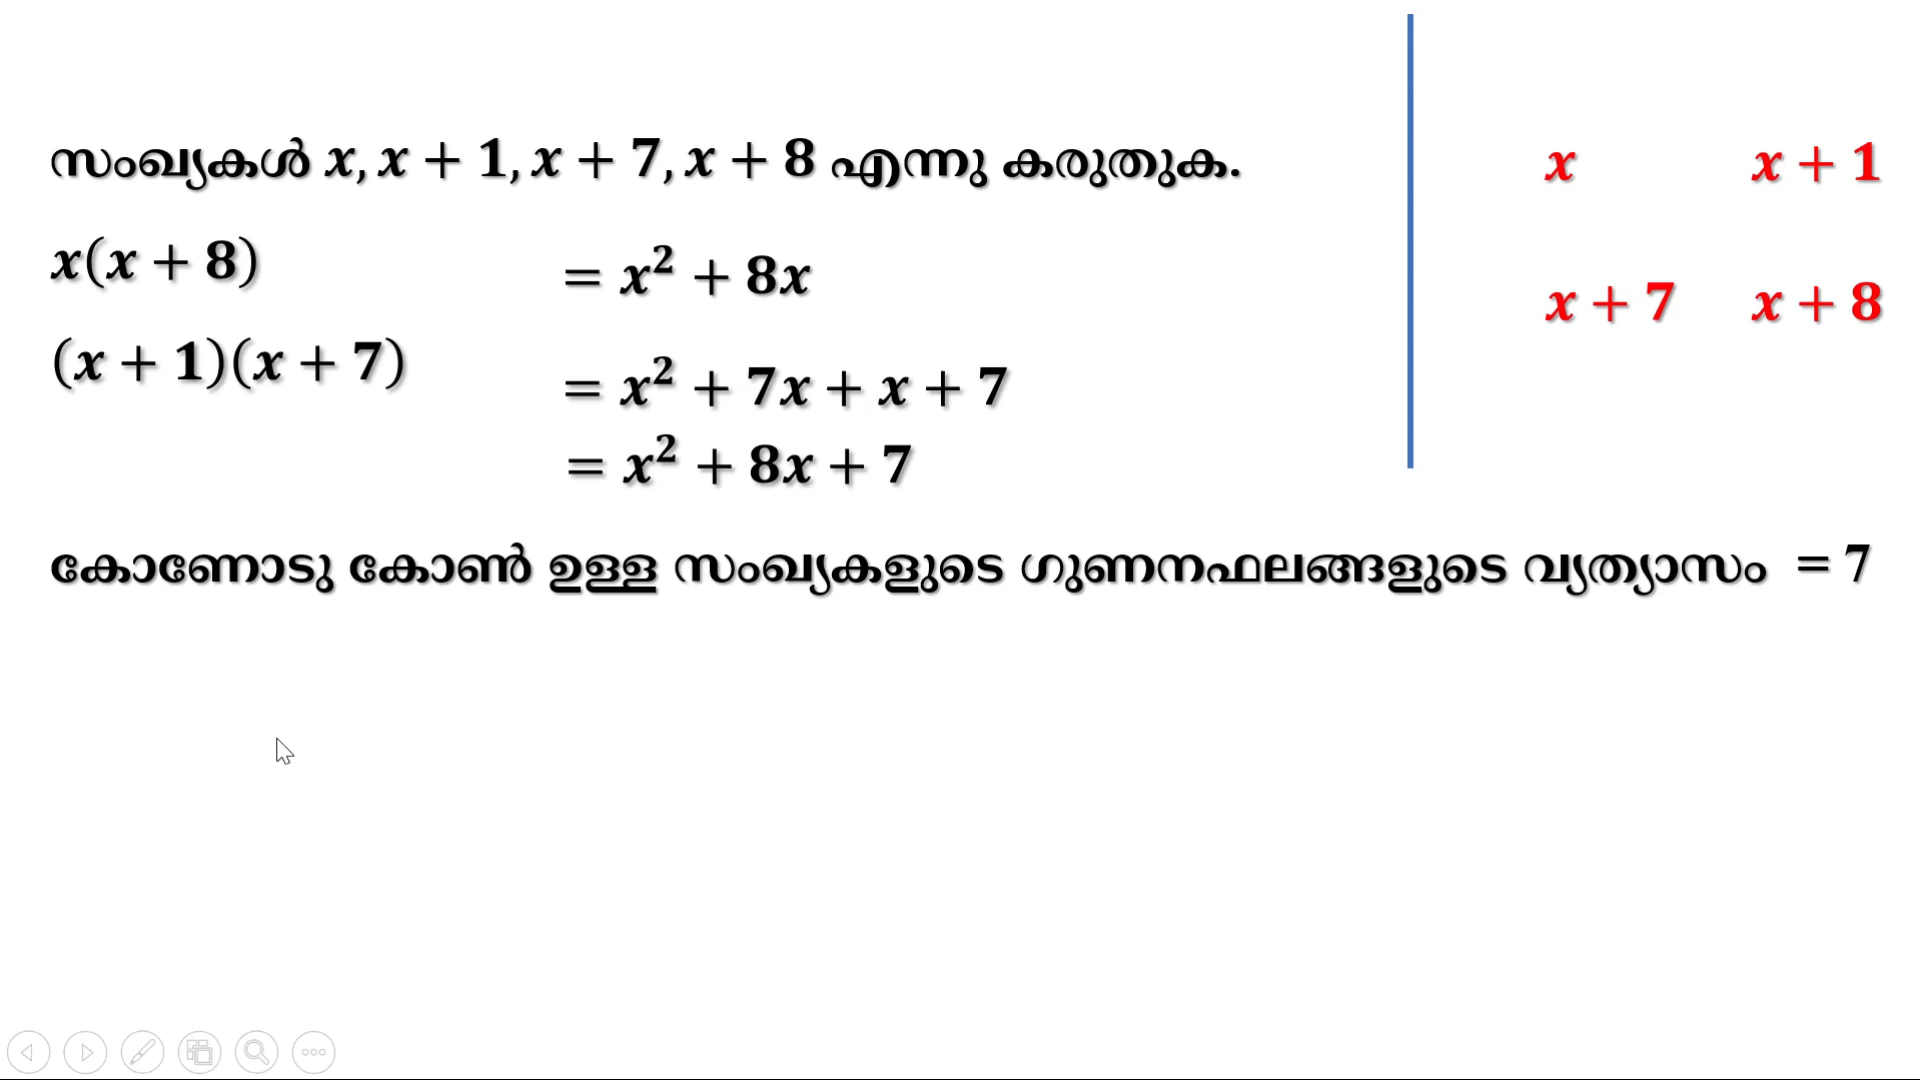 സംഖ്യകൾ x, x + 1, x + 7, x + 8 എന്നു കരുതുക.
x(x + 8) = x² + 8x
(x + 1)(x + 7) = x² + 7x + x + 7
= x² + 8x + 7
കോണോടു കോൺ ഉള്ള സംഖ്യകളുടെ ഗുണനഫലങ്ങളുടെ വ്യത്യാസം = 7
x x + 1
x + 7 x + 8